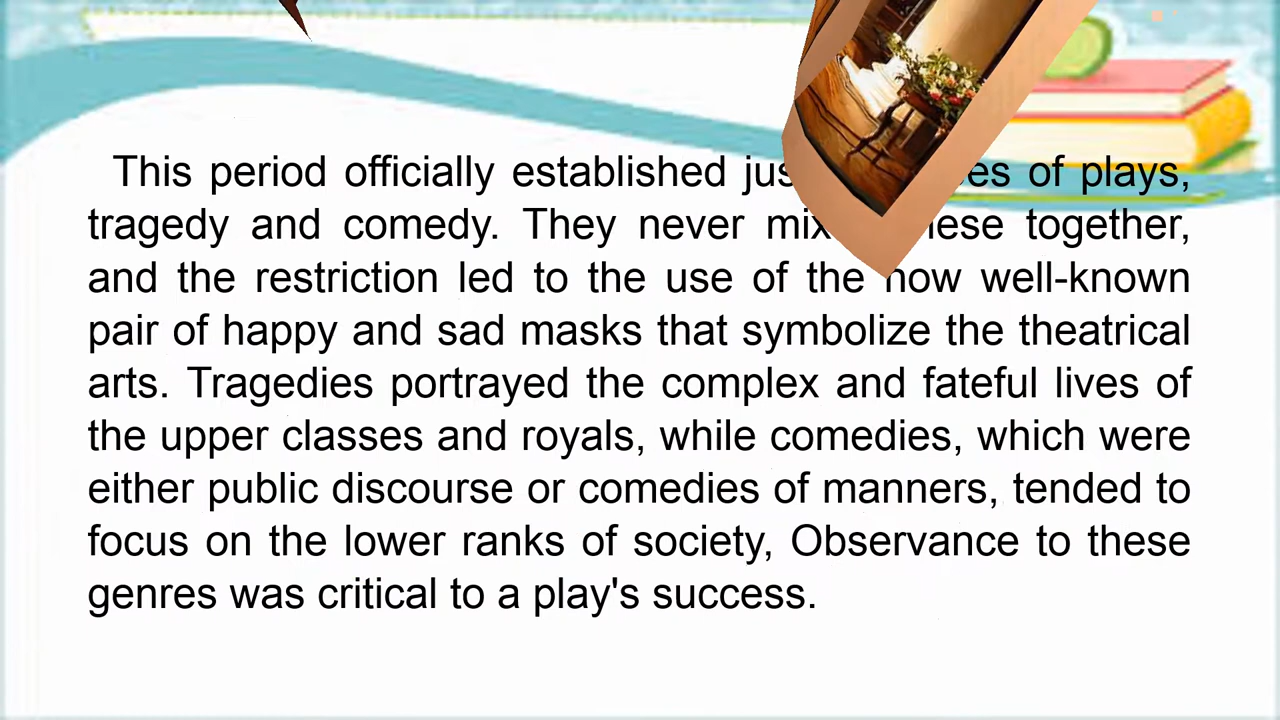 This period officially established of plays,
tragedy and comedy. They never together,
and the restriction led to the use of the now well-known
pair of happy and sad masks that symbolize the theatrical
arts. Tragedies portrayed the complex and fateful lives of
the upper classes and royals, while comedies, which were
either public discourse or comedies of manners, tended to
focus on the lower ranks of society, Observance to these
genres was critical to a play's success.